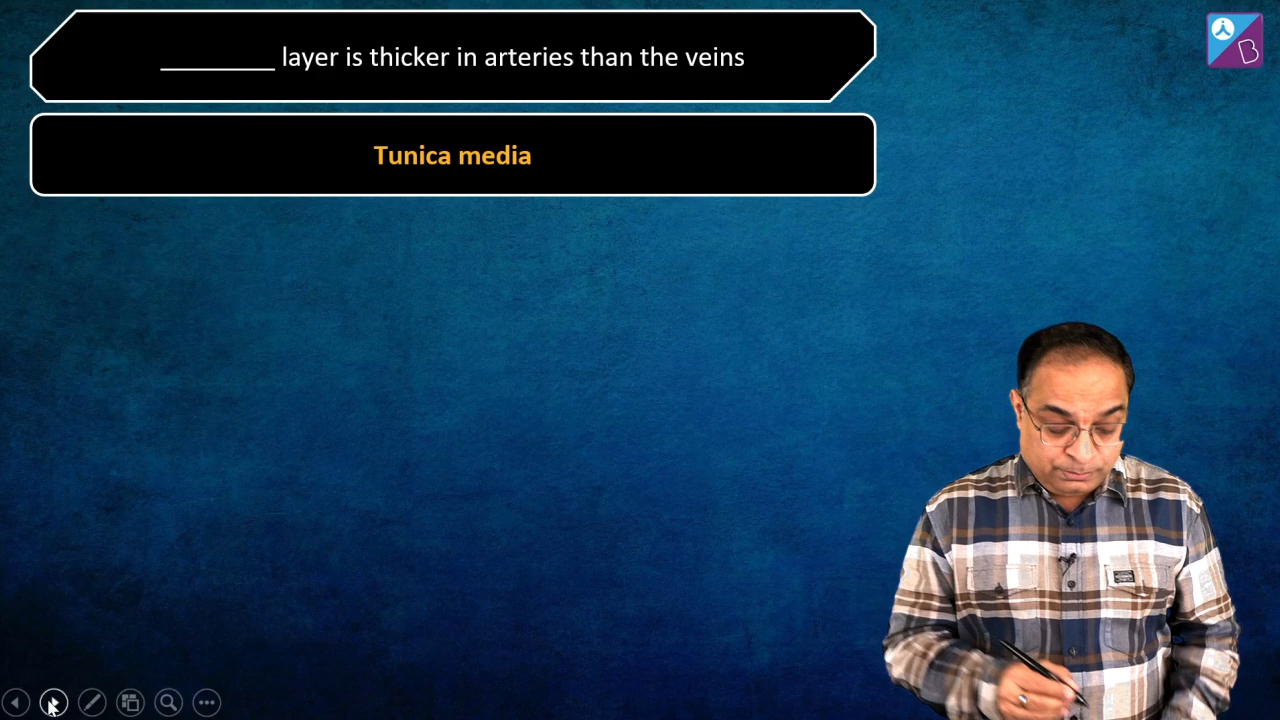 _________ layer is thicker in arteries than the veins
Tunica media